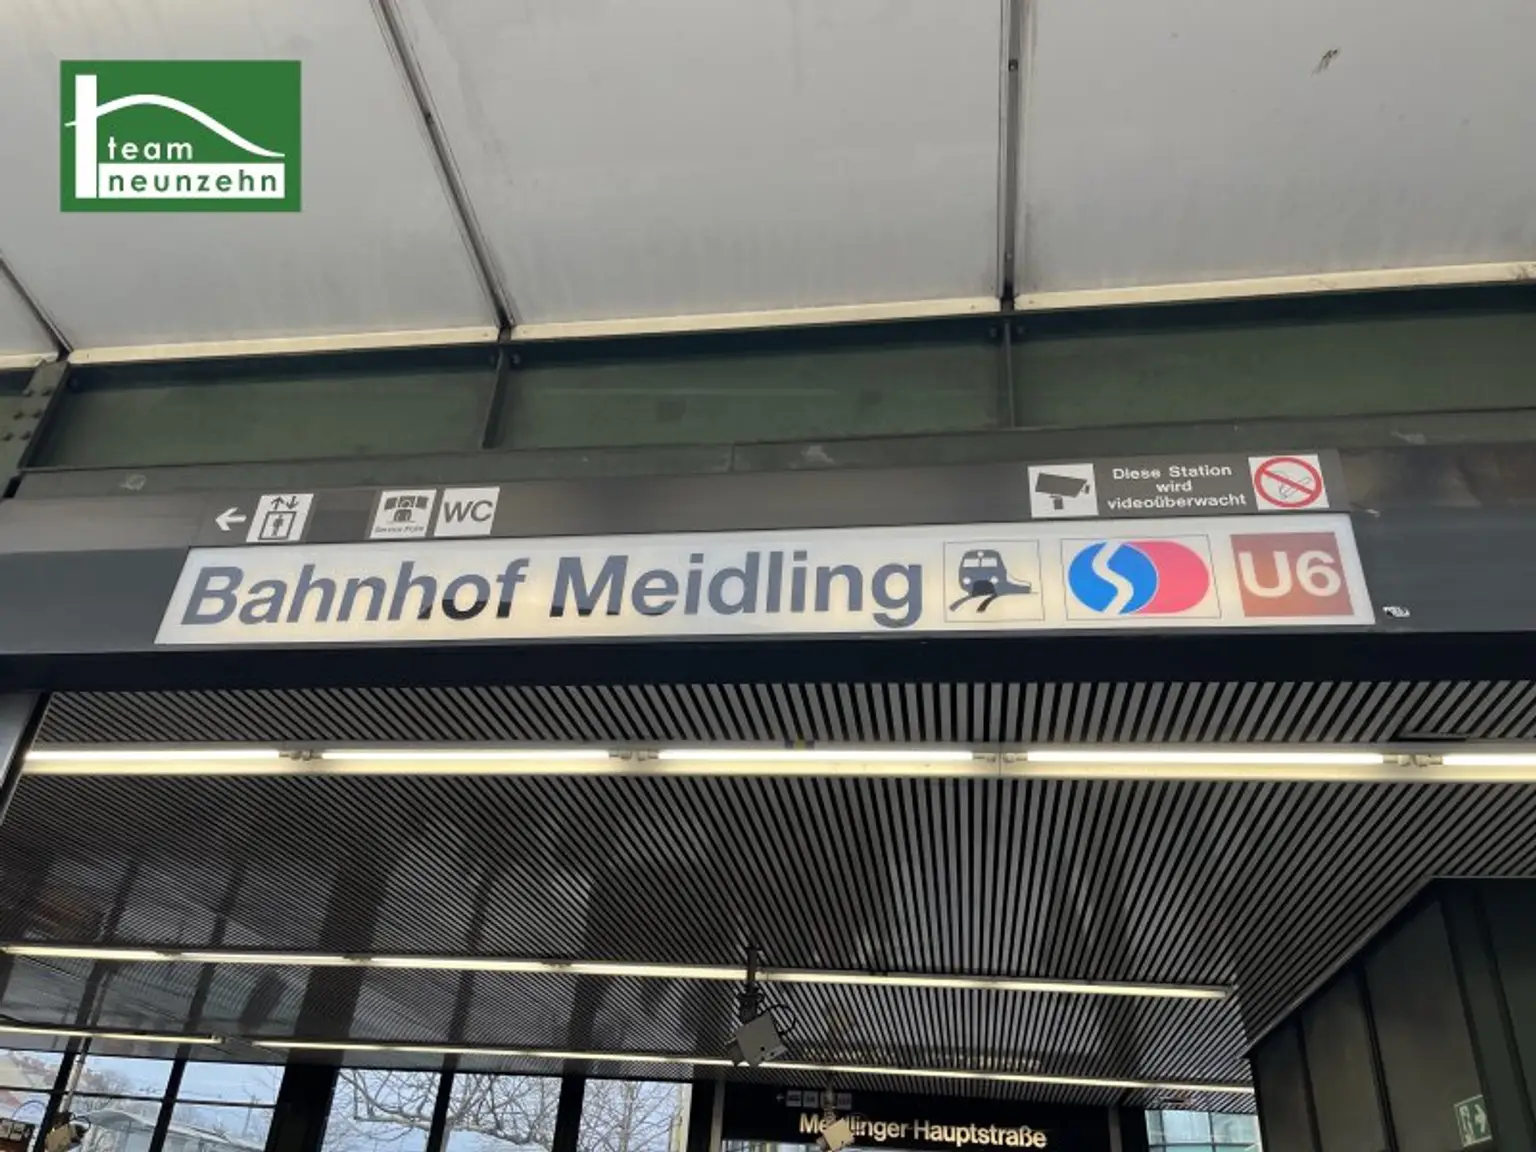 team
neunzehn
WC
Diese Station
wird
videoüberwacht
Bahnhof Meidling
U6
Meidlinger Hauptstraße